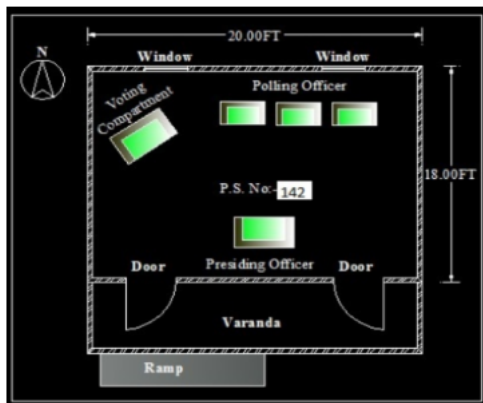 20.00FT
N
Window Window
Voting
Compartment
Polling Officer
18.00FT
P.S. No:- 142
Door Presiding Officer Door
Varanda
Ramp